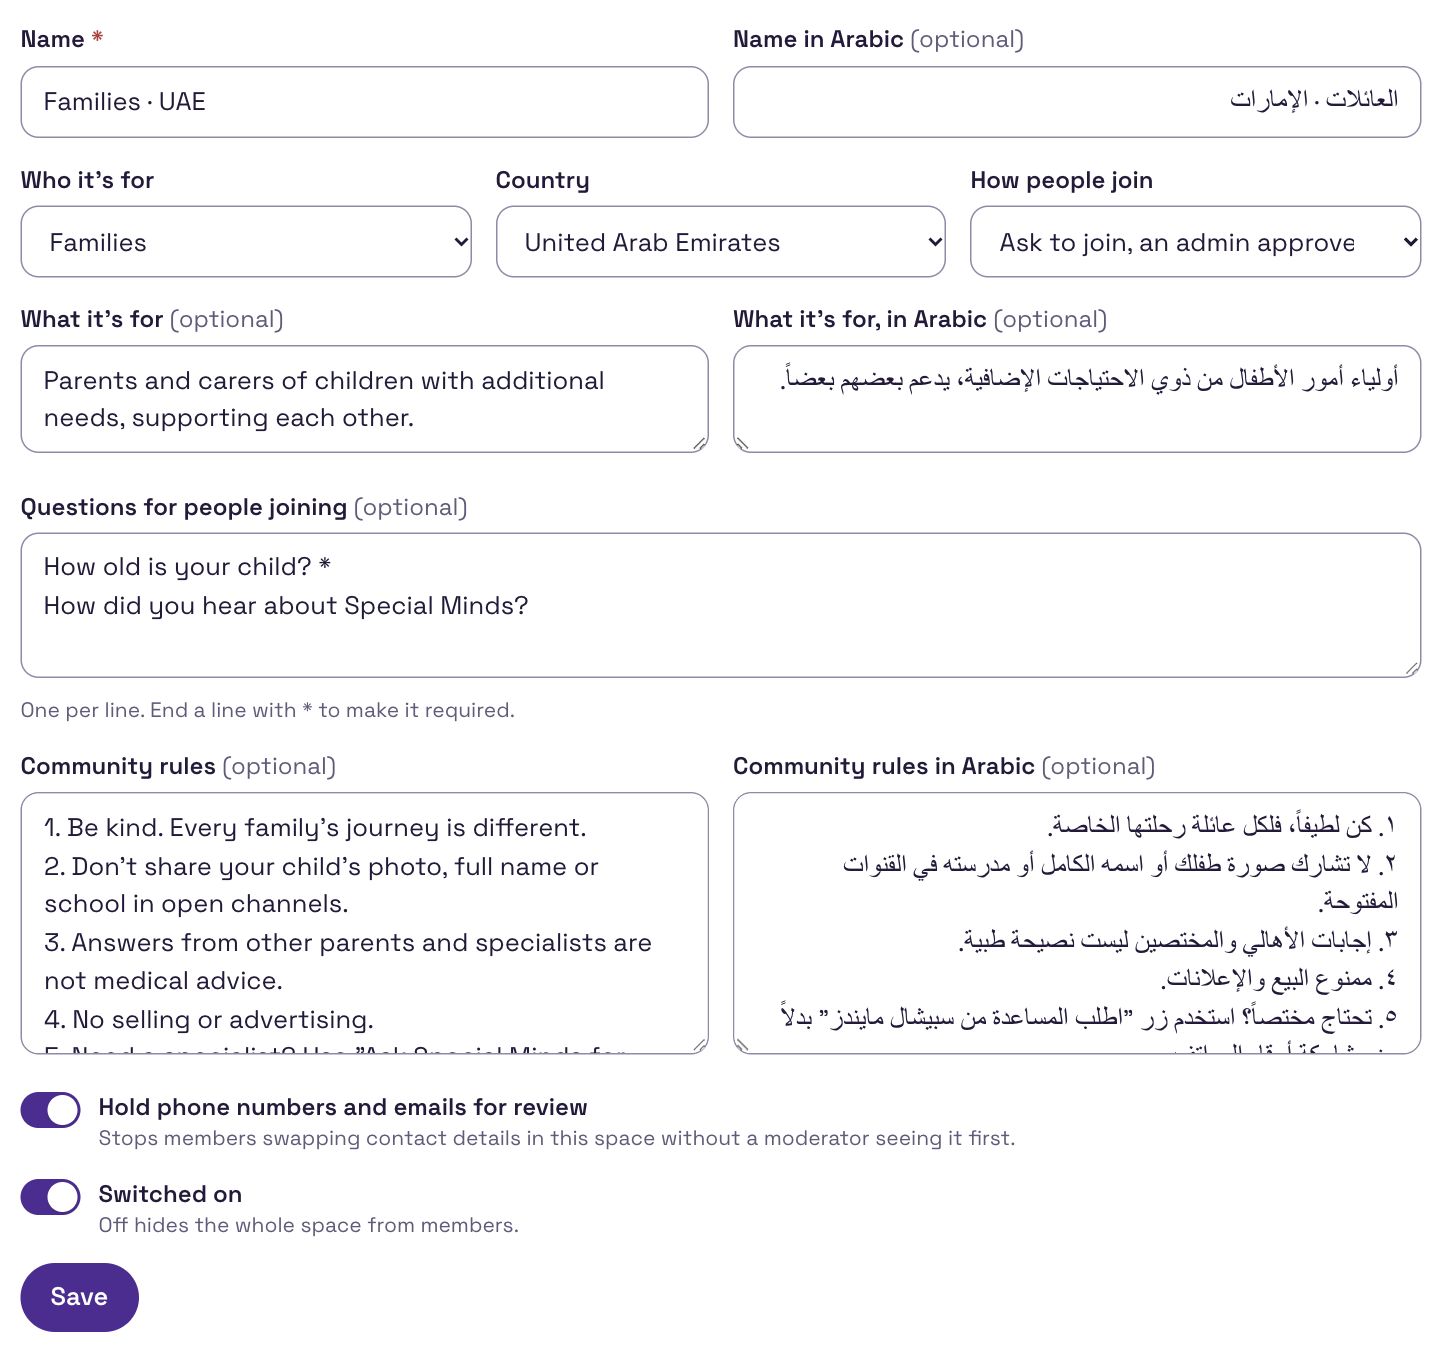 Name *
Name in Arabic (optional)
Families · UAE
العائلات · الإمارات
Who it's for
Country
How people join
Families
United Arab Emirates
Ask to join, an admin approve
What it's for (optional)
What it's for, in Arabic (optional)
Parents and carers of children with additional
needs, supporting each other.
أولياء أمور الأطفال من ذوي الاحتياجات الإضافية، يدعم بعضهم بعضاً.
Questions for people joining (optional)
How old is your child? *
How did you hear about Special Minds?
One per line. End a line with * to make it required.
Community rules (optional)
1. Be kind. Every family's journey is different.
2. Don't share your child's photo, full name or
school in open channels.
3. Answers from other parents and specialists are
not medical advice.
4. No selling or advertising.
5. Need a specialist? Use "Ask Special Minds for
Community rules in Arabic (optional)
١. كن لطيفاً، فلكل عائلة رحلتها الخاصة.
٢. لا تشارك صورة طفلك أو اسمه الكامل أو مدرسته في القنوات
المفتوحة.
٣. إجابات الأهالي والمختصين ليست نصيحة طبية.
٤. ممنوع البيع والإعلانات.
٥. تحتاج مختصاً؟ استخدم زر "اطلب المساعدة من سبيشال مايندز" بدلاً
Hold phone numbers and emails for review
Stops members swapping contact details in this space without a moderator seeing it first.
Switched on
Off hides the whole space from members.
Save